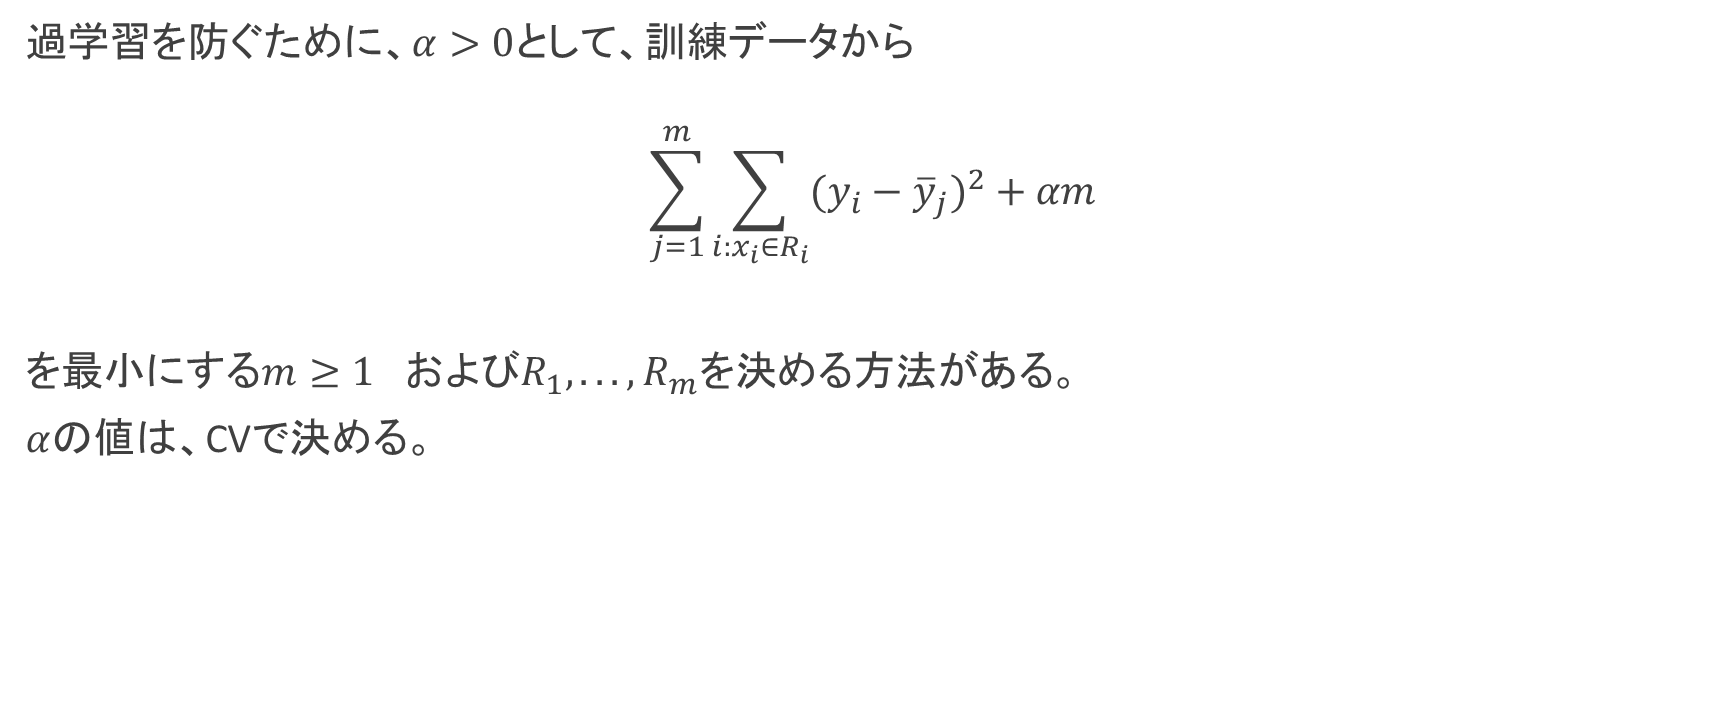 過学習を防ぐために、α > 0として、訓練データから
∑_{j=1}^{m} ∑_{i:x_i∈R_i} (y_i − ȳ_j)² + αm
を最小にするm ≥ 1 およびR₁,...,R_mを決める方法がある。
αの値は、CVで決める。